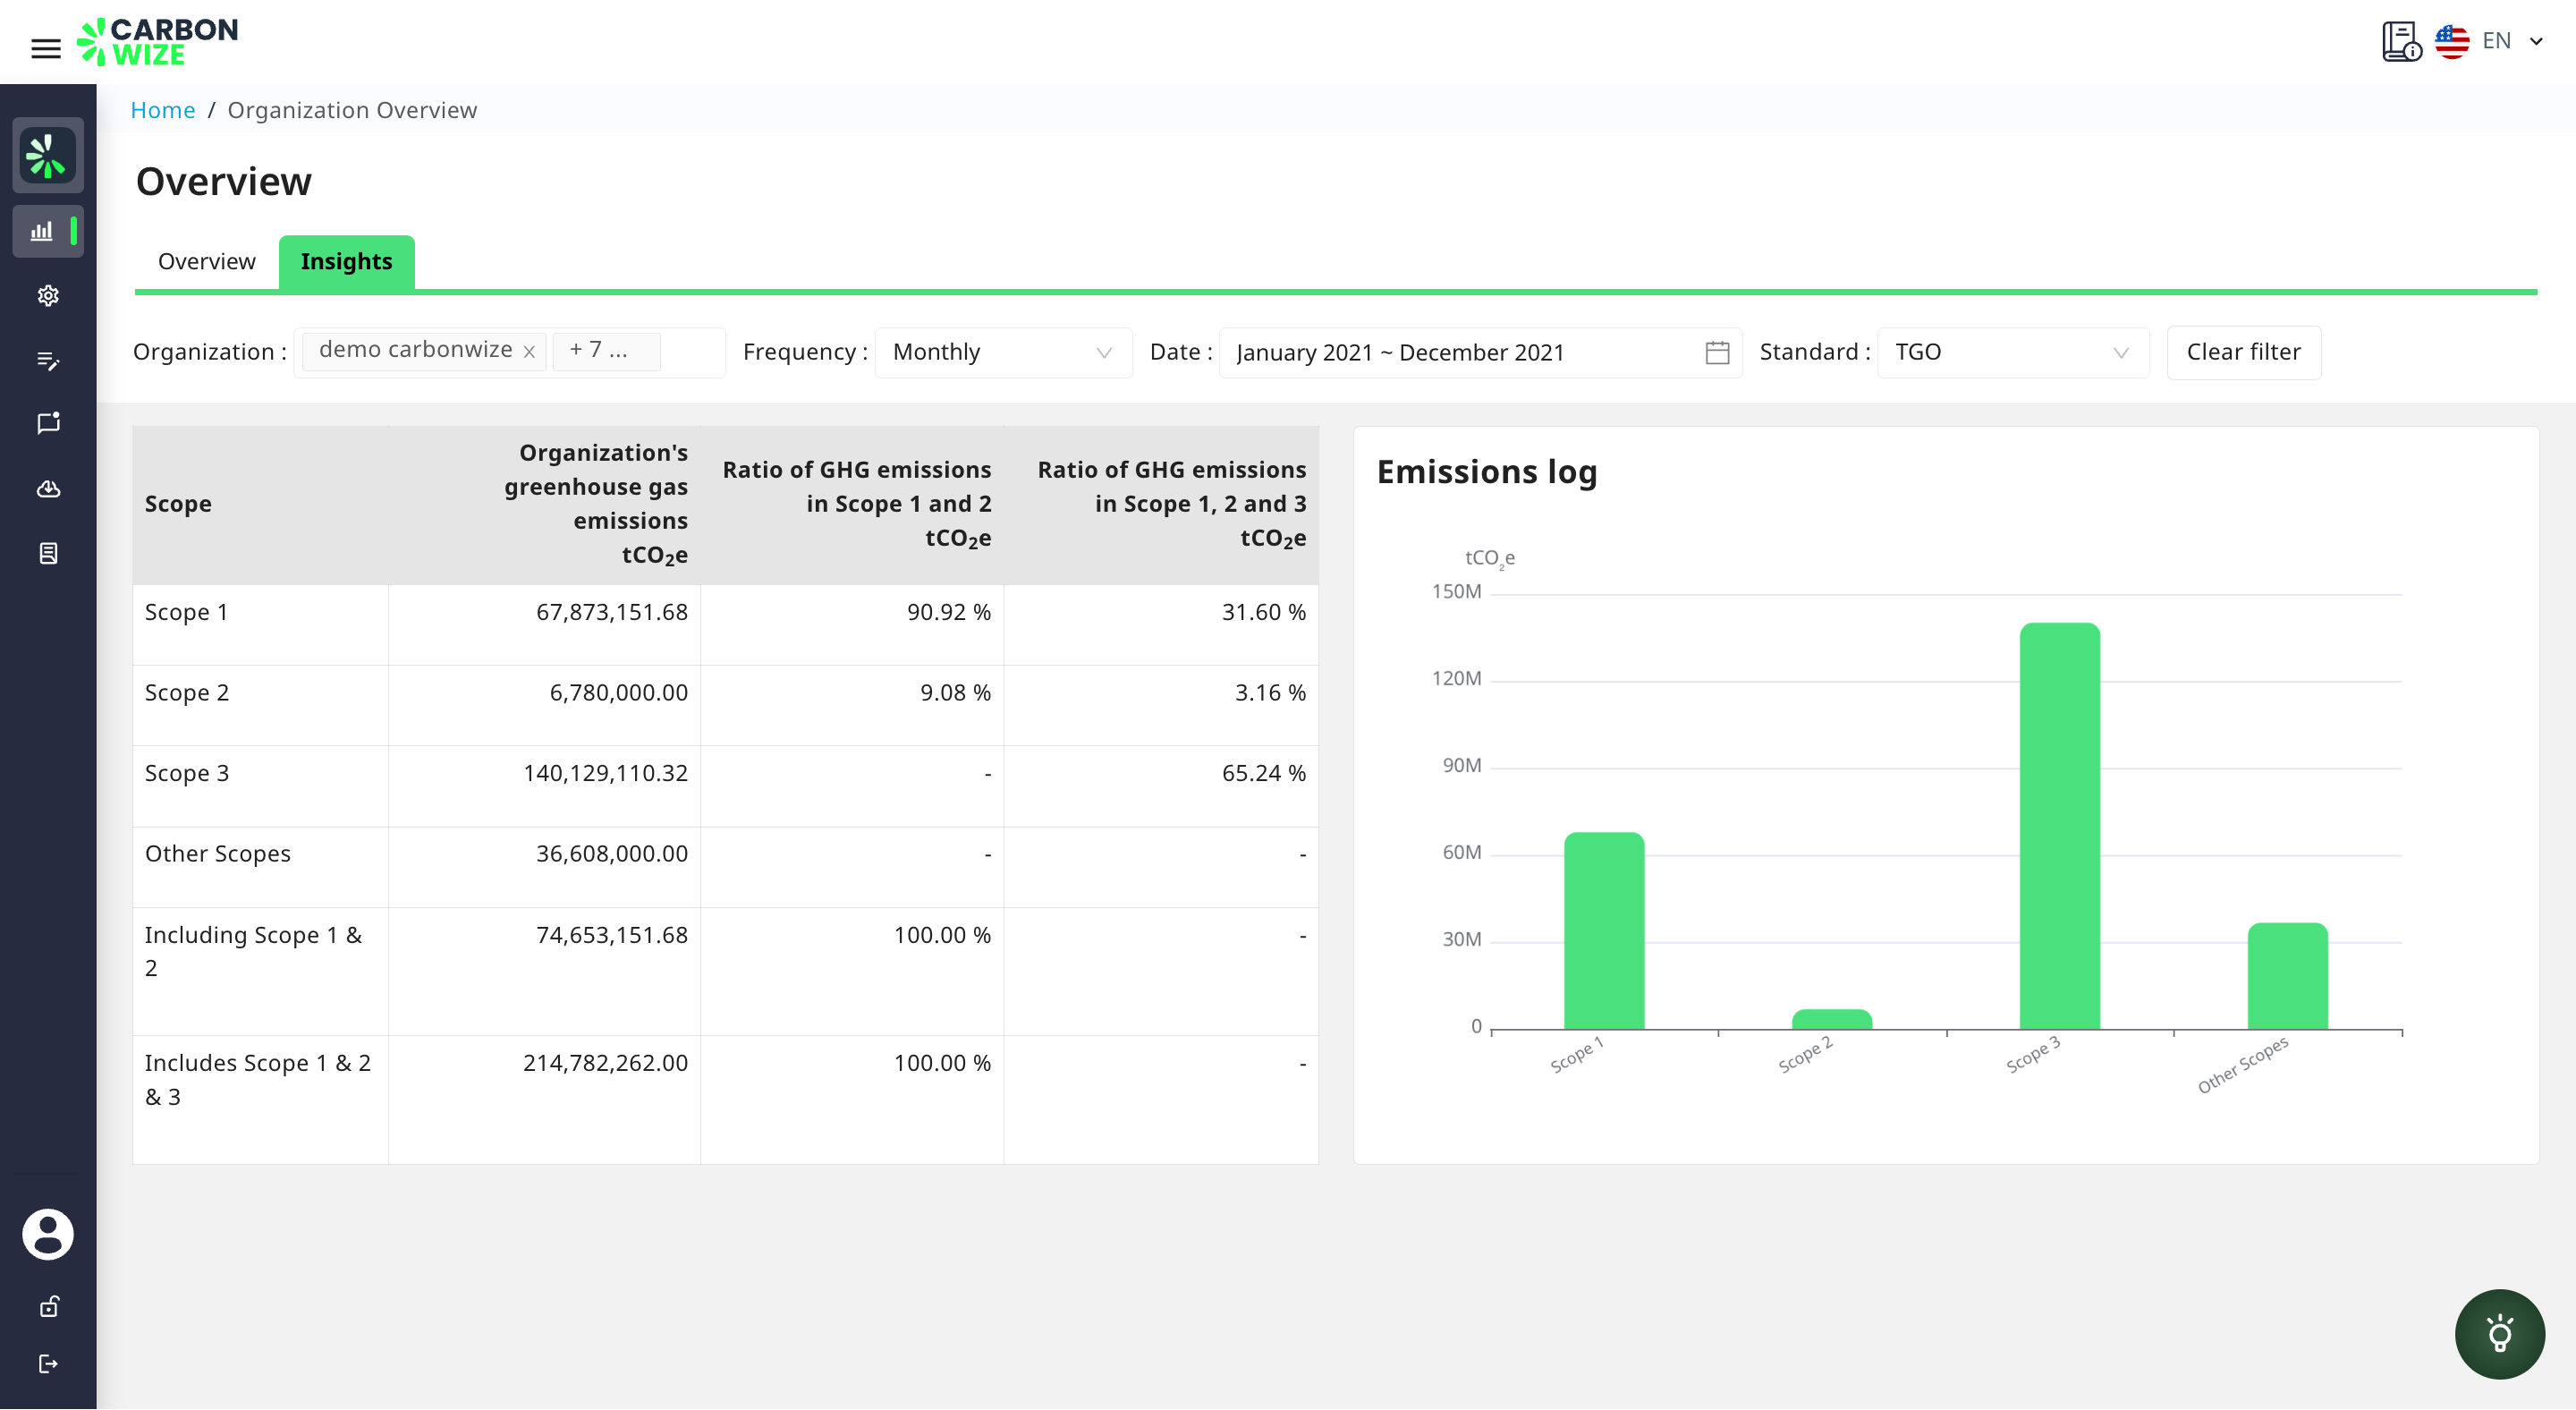 CARBON
WIZE
EN
Home / Organization Overview
Overview
Overview Insights
Organization : demo carbonwize + 7 ... Frequency : Monthly Date : January 2021 ~ December 2021 Standard : TGO Clear filter
Scope
Organization's
greenhouse gas
emissions
tCO₂e
Ratio of GHG emissions
in Scope 1 and 2
tCO₂e
Ratio of GHG emissions
in Scope 1, 2 and 3
tCO₂e
Scope 1 67,873,151.68 90.92 % 31.60 %
Scope 2 6,780,000.00 9.08 % 3.16 %
Scope 3 140,129,110.32 - 65.24 %
Other Scopes 36,608,000.00 - -
Including Scope 1 & 74,653,151.68 100.00 % -
2
Includes Scope 1 & 2 214,782,262.00 100.00 % -
& 3
Emissions log
tCO₂e
150M
120M
90M
60M
30M
0
Scope 1 Scope 2 Scope 3 Other Scopes